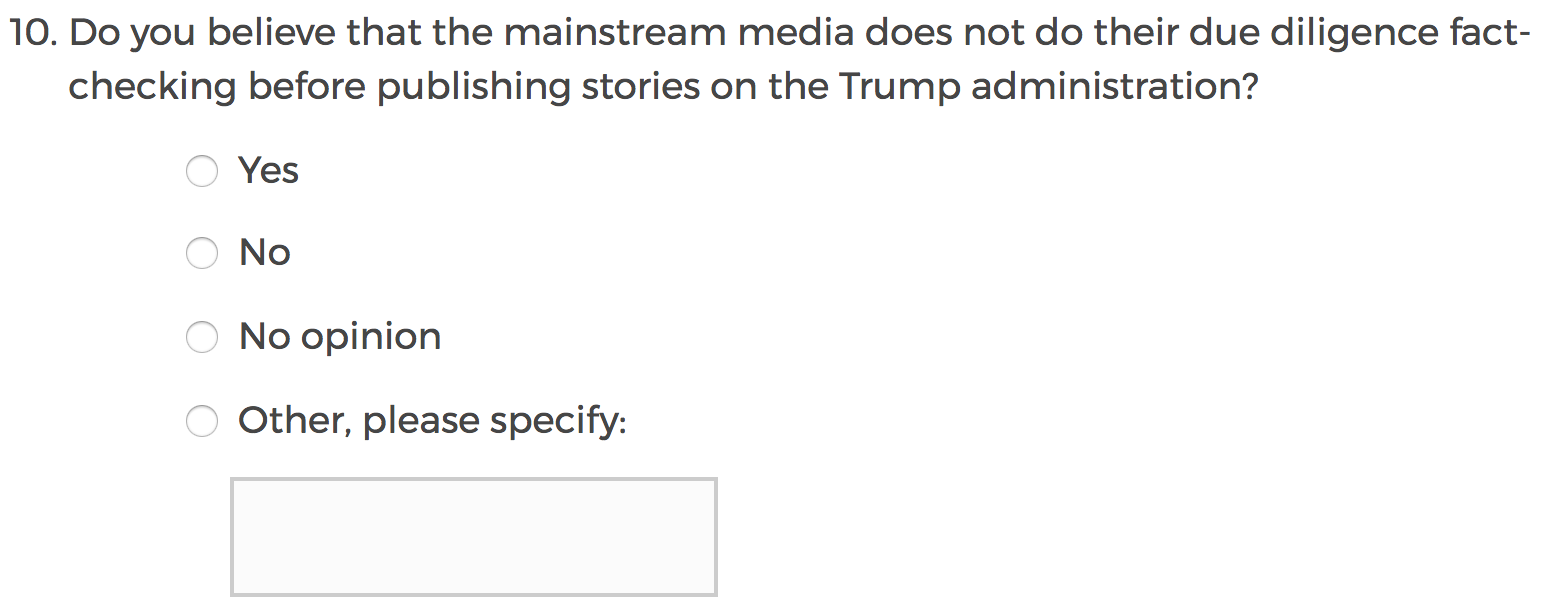 10. Do you believe that the mainstream media does not do their due diligence fact-
checking before publishing stories on the Trump administration?
Yes
No
No opinion
Other, please specify: